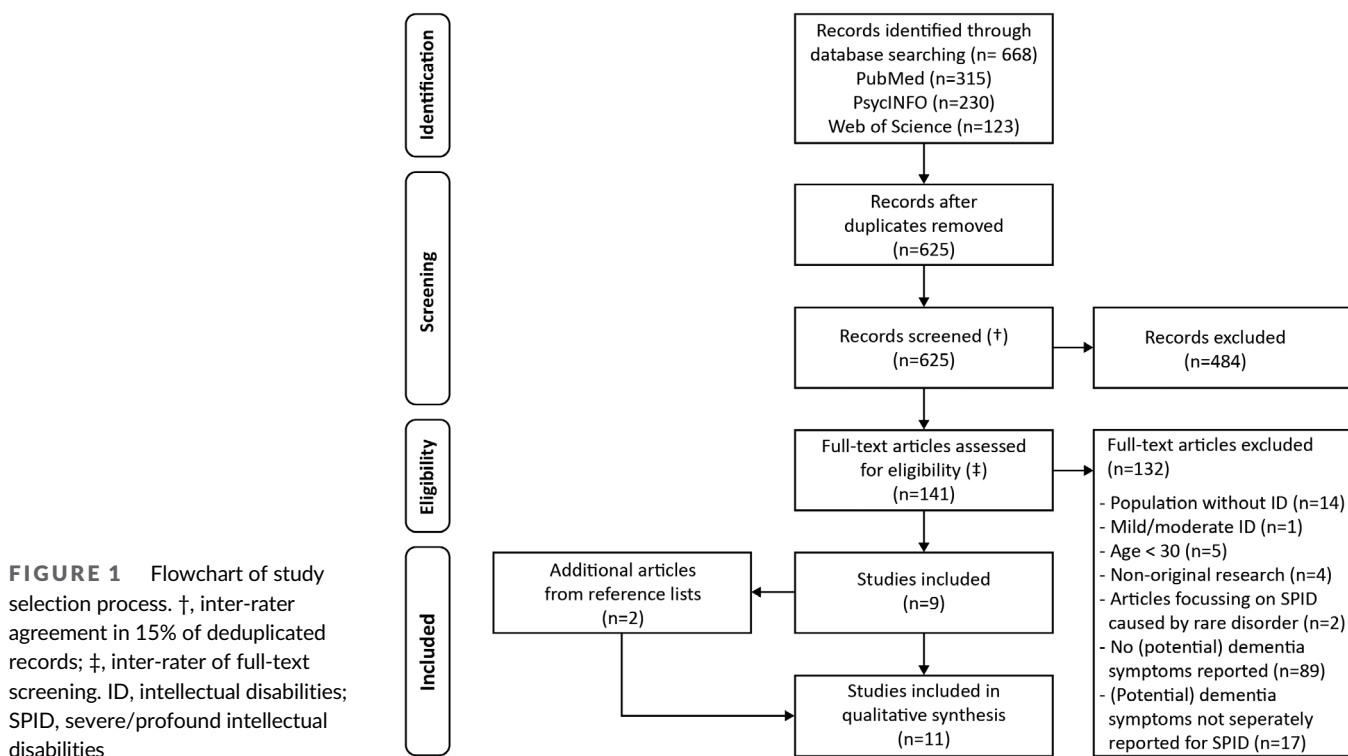 Identification
Records identified through
database searching (n= 668)
PubMed (n=315)
PsycINFO (n=230)
Web of Science (n=123)
Screening
Records after
duplicates removed
(n=625)
Records screened (†)
(n=625)
Records excluded
(n=484)
Eligibility
Full-text articles assessed
for eligibility (‡)
(n=141)
Full-text articles excluded
(n=132)
- Population without ID (n=14)
- Mild/moderate ID (n=1)
- Age < 30 (n=5)
- Non-original research (n=4)
- Articles focussing on SPID
caused by rare disorder (n=2)
- No (potential) dementia
symptoms reported (n=89)
- (Potential) dementia
symptoms not seperately
reported for SPID (n=17)
Included
Additional articles
from reference lists
(n=2)
Studies included
(n=9)
Studies included in
qualitative synthesis
(n=11)
FIGURE 1 Flowchart of study
selection process. †, inter-rater
agreement in 15% of deduplicated
records; ‡, inter-rater of full-text
screening. ID, intellectual disabilities;
SPID, severe/profound intellectual
disabilities